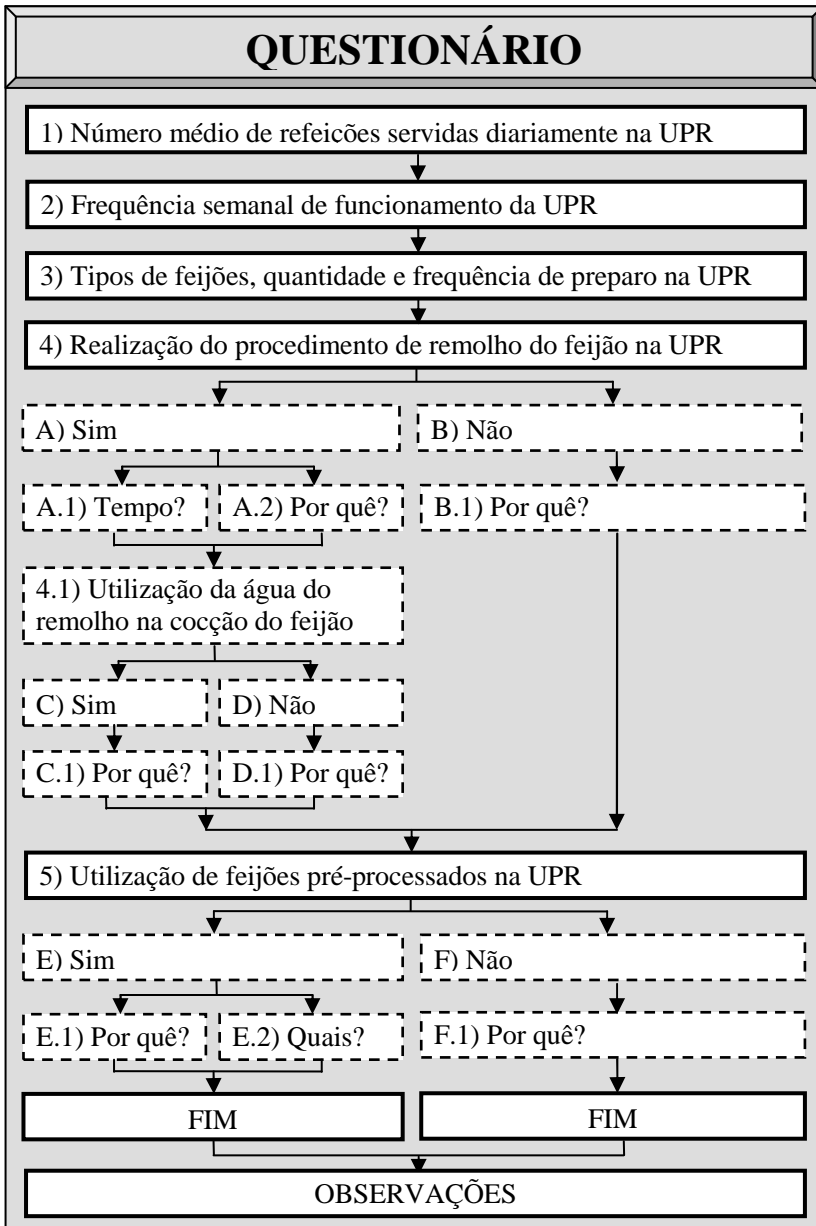 QUESTIONÁRIO
1) Número médio de refeições servidas diariamente na UPR
2) Frequência semanal de funcionamento da UPR
3) Tipos de feijões, quantidade e frequência de preparo na UPR
4) Realização do procedimento de remolho do feijão na UPR
A) Sim
B) Não
A.1) Tempo?
A.2) Por quê?
B.1) Por quê?
4.1) Utilização da água do
remolho na cocção do feijão
C) Sim
D) Não
C.1) Por quê?
D.1) Por quê?
5) Utilização de feijões pré-processados na UPR
E) Sim
F) Não
E.1) Por quê?
E.2) Quais?
F.1) Por quê?
FIM
FIM
OBSERVAÇÕES